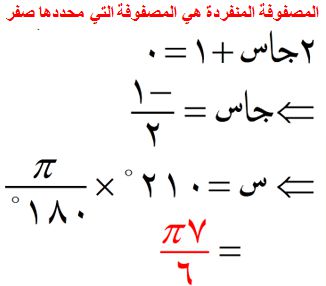 المصفوفة المنفردة هي المصفوفة التي محددها صفر
٢جاس + ١ = ٠
⇐ جاس = −١/٢
⇐ س = ٢١٠° × π/١٨٠°
= ٧π/٦